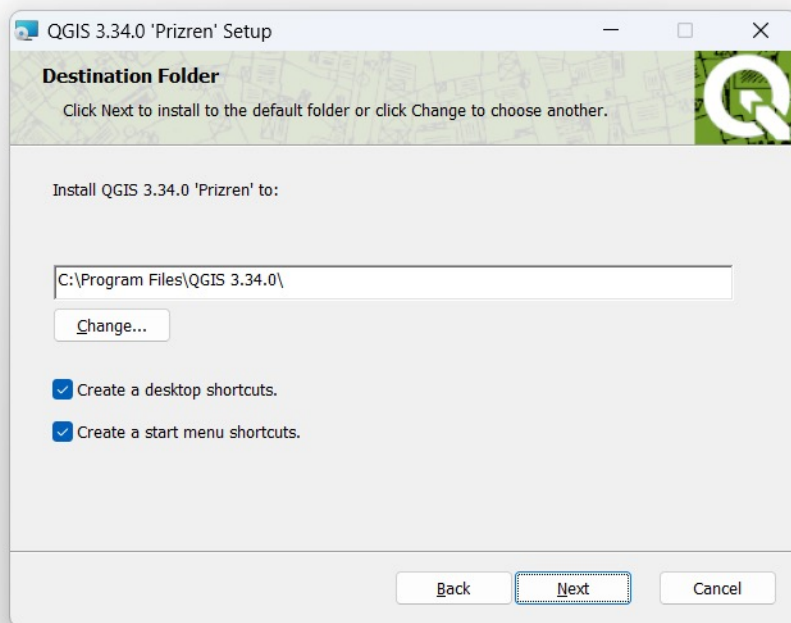 QGIS 3.34.0 'Prizren' Setup
Destination Folder
Click Next to install to the default folder or click Change to choose another.
Install QGIS 3.34.0 'Prizren' to:
C:\Program Files\QGIS 3.34.0\
Change...
Create a desktop shortcuts.
Create a start menu shortcuts.
Back Next Cancel